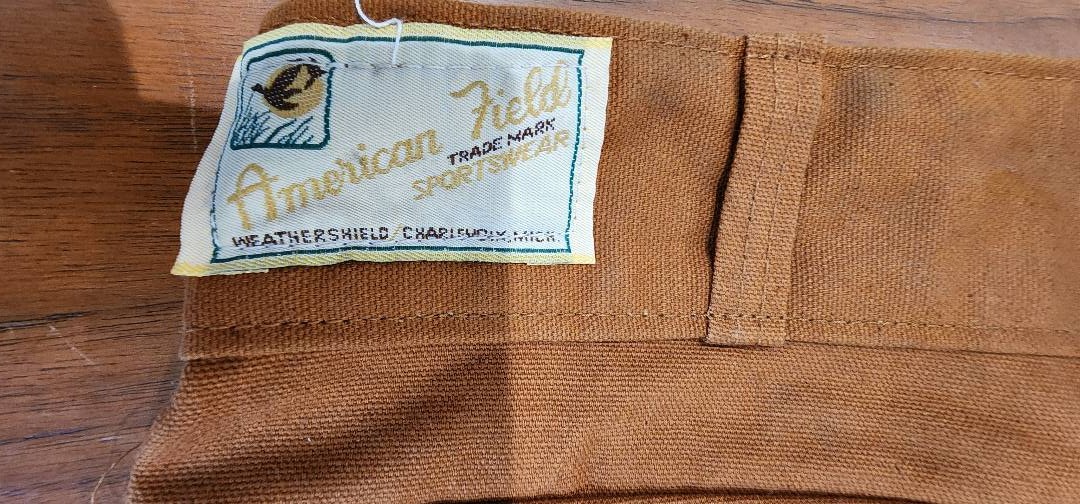 American Field
TRADE MARK
SPORTSWEAR
WEATHERSHIELD / CHARLEVOIX, MICH.